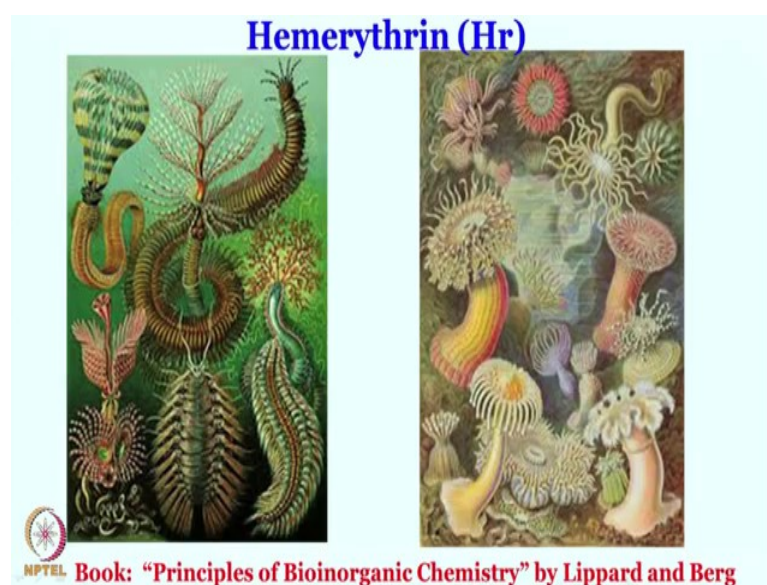 Hemerythrin (Hr)
NPTEL
Book: “Principles of Bioinorganic Chemistry” by Lippard and Berg